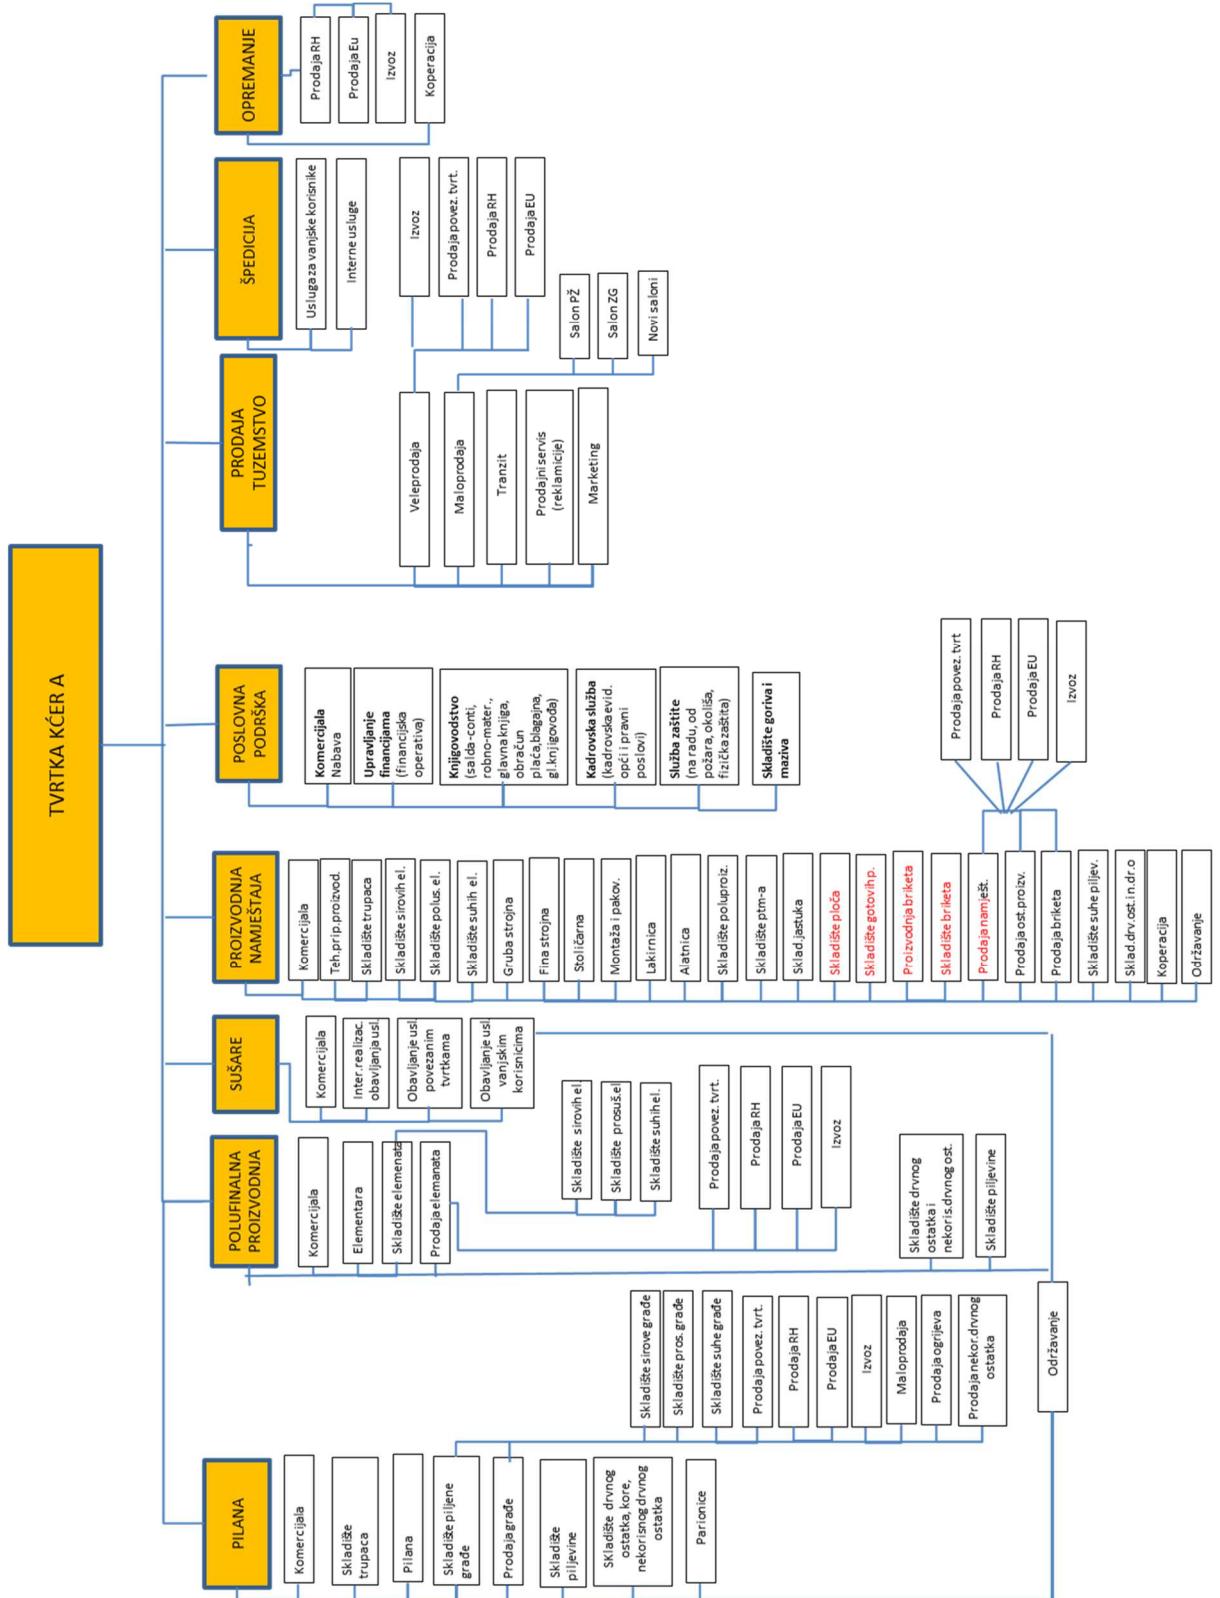 TVRTKA KĆER A
PILANA
Komercijala
Skladište
trupaca
Pilana
Skladište piljene
građe
Prodaja građe
Skladište
piljevine
SKladište drvnog
ostatka, kore,
nekorisnog drvnog
ostatka
Parionice
Skladište sirove građe
Skladište pros. građe
Skladište suhe građe
Prodaja povez. tvrt.
Prodaja RH
Prodaja EU
Izvoz
Maloprodaja
Prodaja ogrijeva
Prodaja nekor.drvnog
ostatka
Održavanje
POLUFINALNA
PROIZVODNJA
Komercijala
Elementara
Skladište elemenata
Prodaja elemanata
Skladište sirovih el.
Skladište prosuš.el
Skladište suhih el.
Prodaja povez. tvrt.
Prodaja RH
Prodaja EU
Izvoz
Skladište drvnog
ostatka i
nekoris.drvnog ost.
Skladište piljevine
SUŠARE
Komercijala
Inter.realizac.
obavljanja usl.
Obavljanje usl.
povezanim
tvrtkama
Obavljanje usl.
vanjskim
korisnicima
PROIZVODNJA
NAMJEŠTAJA
Komercijala
Teh.prip.proizvod.
Skladište trupaca
Skladište sirovih el.
Skladište polus. el.
Skladište suhih el.
Gruba strojna
Fina strojna
Stoličarna
Montaža i pakov.
Lakirnica
Alatnica
Skladište poluproiz.
Skladište ptm-a
Sklad.jastuka
Skladište ploča
Skladište gotovih p.
Proizvodnja briketa
Skladište briketa
Prodaja namješt.
Prodaja ost.proizv.
Prodaja briketa
Skladište suhe piljev.
Sklad.drv.ost.i n.dr.o
Koperacija
Održavanje
Prodaja povez. tvrt
Prodaja RH
Prodaja EU
Izvoz
POSLOVNA
PODRŠKA
Komercijala
Nabava
Upravljanje
financijama
(financijska
operativa)
Knjigovodstvo
(salda-conti,
robno-mater.,
glavna knjiga,
obračun
plaća,blagajna,
gl.knjigovođa)
Kadrovska služba
(kadrovska evid.
opći i pravni
poslovi)
Služba zaštite
(na radu, od
požara, okoliša,
fizička zaštita)
Skladište goriva i
maziva
PRODAJA
TUZEMSTVO
Veleprodaja
Maloprodaja
Tranzit
Prodajni servis
(reklamicije)
Marketing
Izvoz
Prodaja povez. tvrt.
Prodaja RH
Prodaja EU
Salon PŽ
Salon ZG
Novi saloni
ŠPEDICIJA
Usluga za vanjske korisnike
Interne usluge
OPREMANJE
Prodaja RH
Prodaja Eu
Izvoz
Koperacija